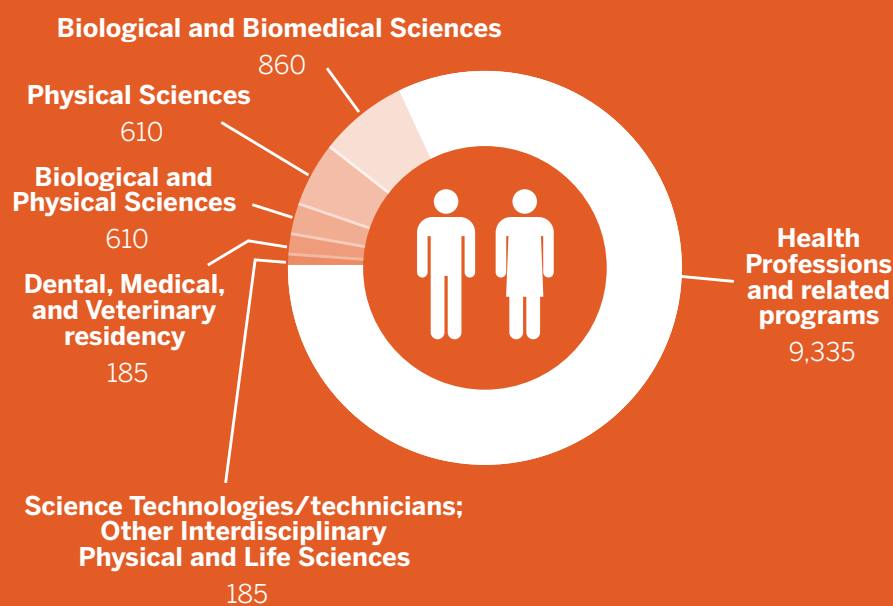 Biological and Biomedical Sciences
860
Physical Sciences
610
Biological and
Physical Sciences
610
Dental, Medical,
and Veterinary
residency
185
Science Technologies/technicians;
Other Interdisciplinary
Physical and Life Sciences
185
Health
Professions
and related
programs
9,335